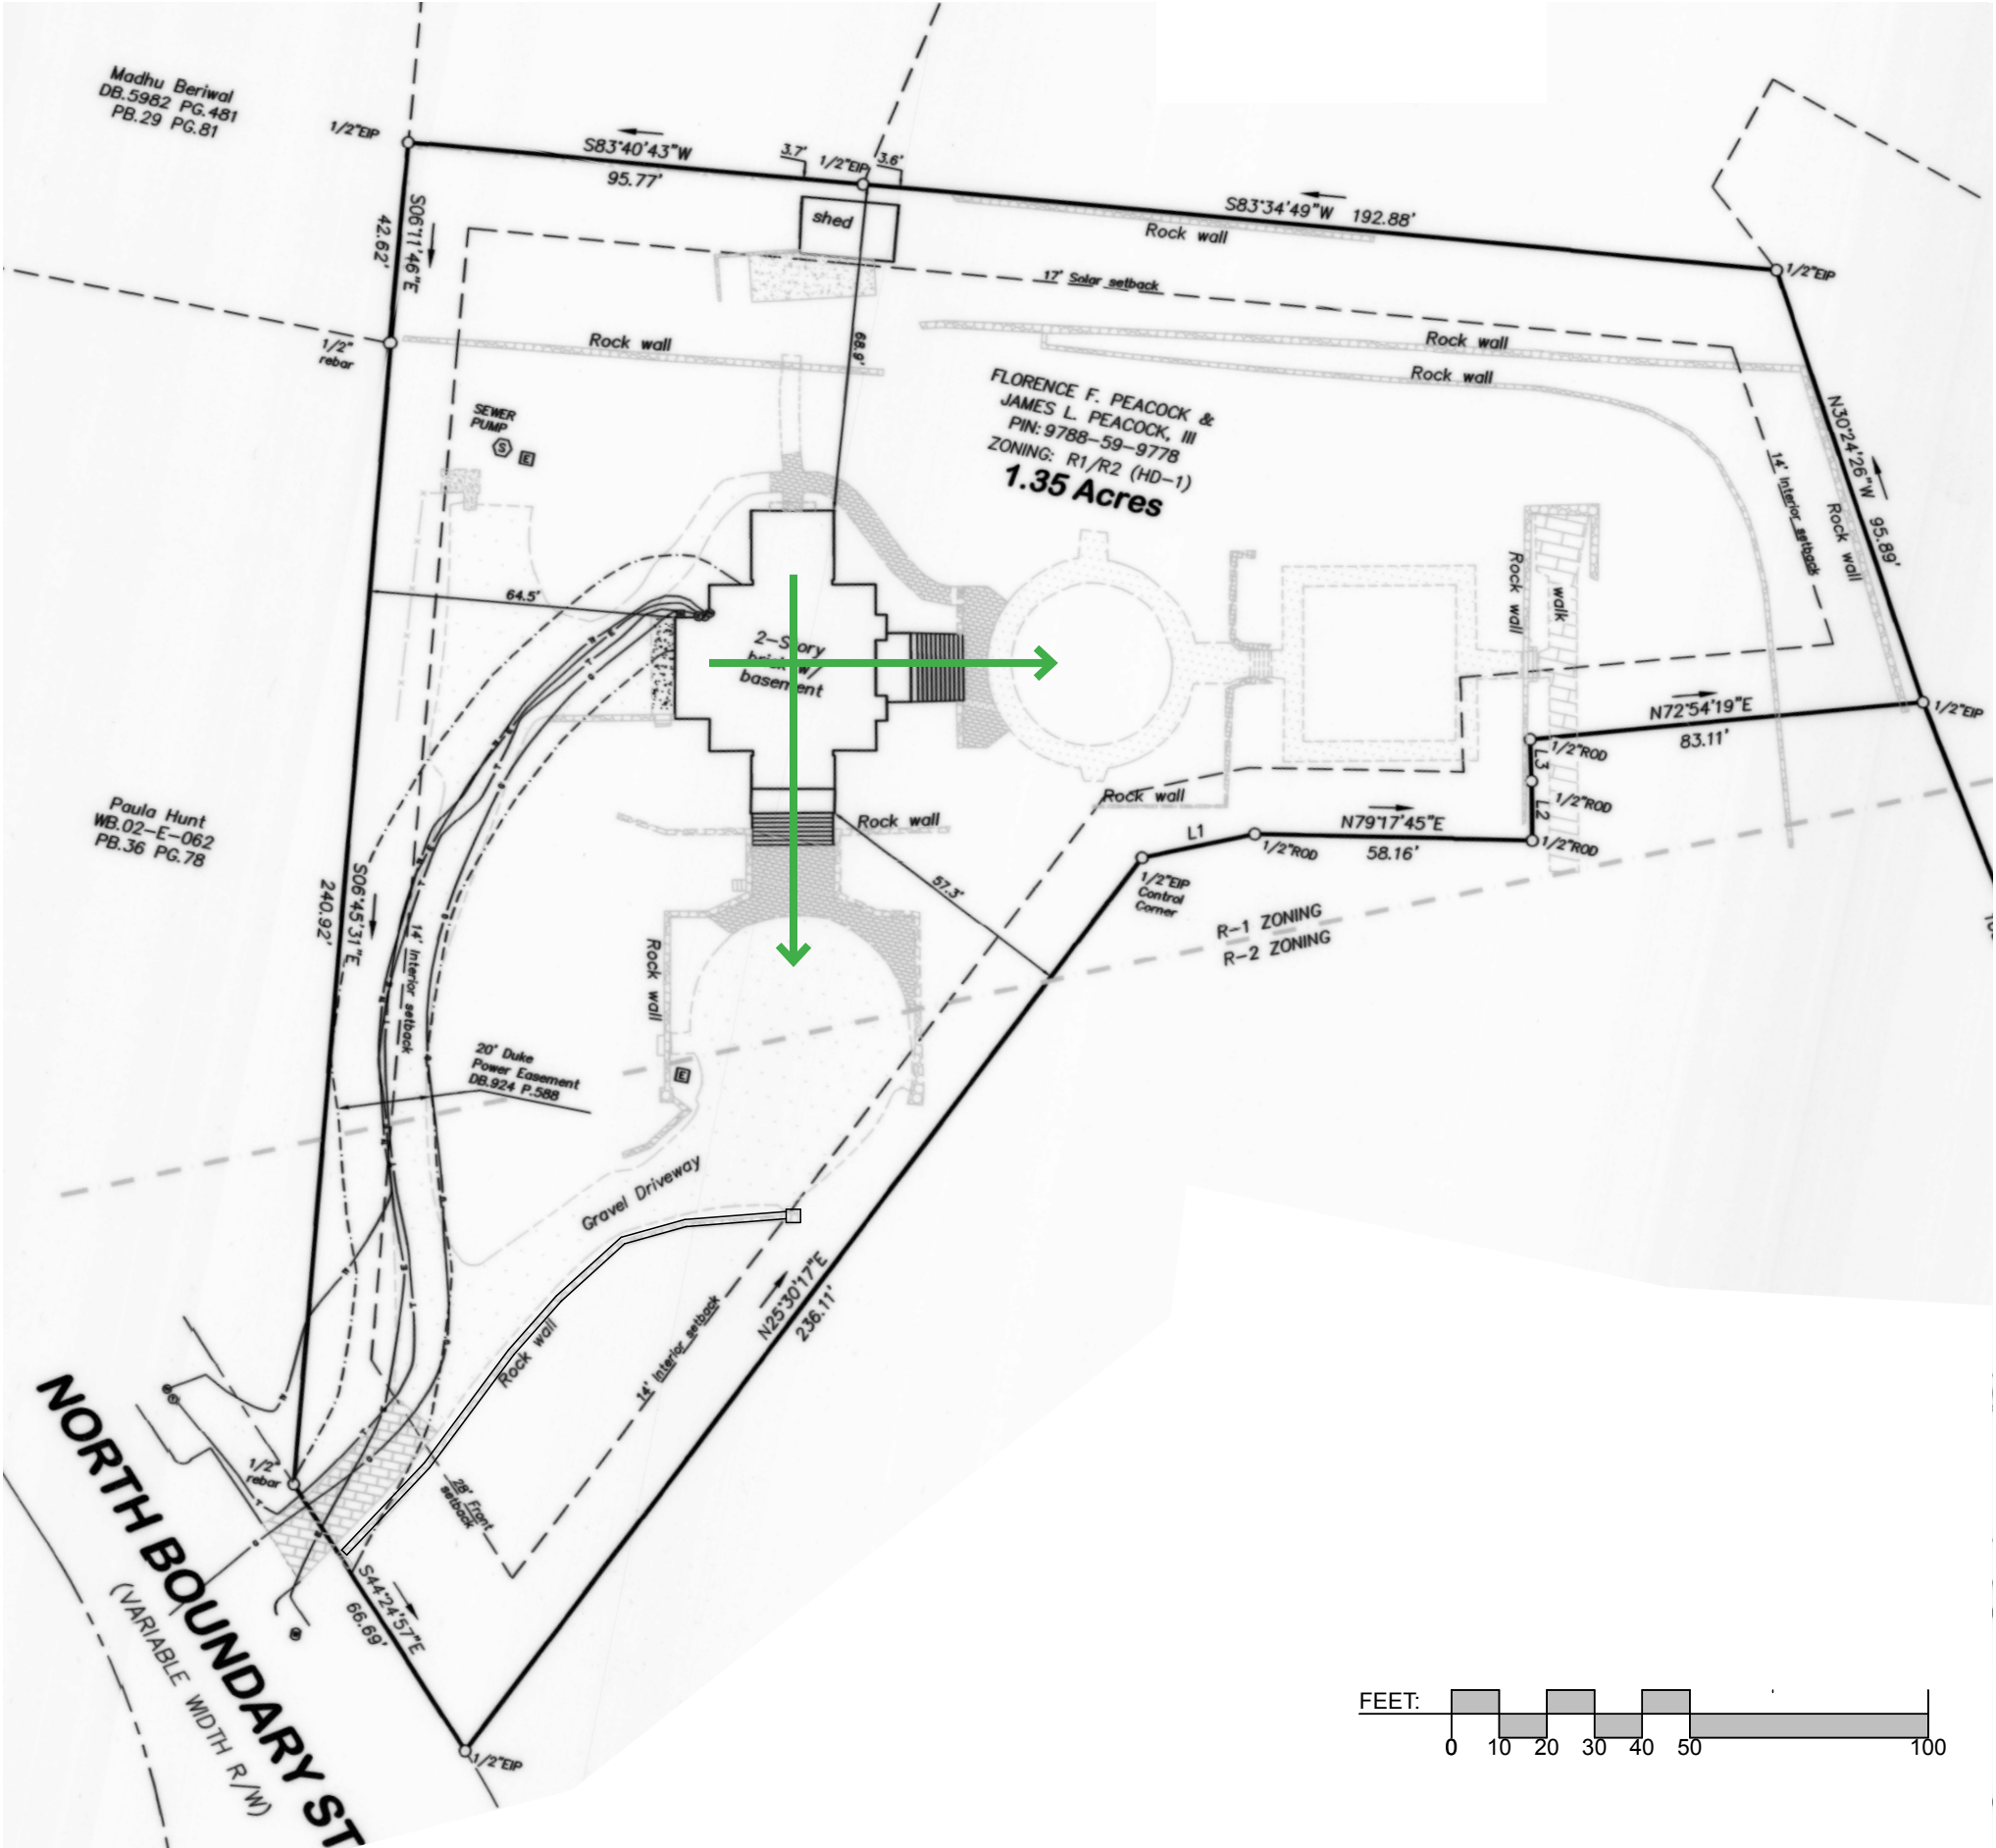 Madhu Beriwal
DB.5982 PG.481
PB.29 PG.81
1/2"EIP
S83°40'43"W
95.77'
3.7'
1/2"EIP
3.6'
S83°34'49"W 192.88'
Rock wall
shed
1/2"EIP
17' Solar setback
S06°11'46"E
42.62'
1/2"
rebar
Rock wall
68.9'
Rock wall
Rock wall
FLORENCE F. PEACOCK &
JAMES L. PEACOCK, III
PIN: 9788-59-9778
ZONING: R1/R2 (HD-1)
1.35 Acres
N30°24'26"W 95.89'
14' Interior setback
Rock wall
SEWER
PUMP
S
E
64.5'
2-Story
brick w/
basement
Rock wall
walk
N72°54'19"E
83.11'
1/2"EIP
1/2"ROD
L3
1/2"ROD
L2
1/2"ROD
Rock wall
N79°17'45"E
58.16'
L1
1/2"ROD
1/2"EIP
Control
Corner
Rock wall
57.3'
R-1 ZONING
R-2 ZONING
Paula Hunt
WB.02-E-062
PB.36 PG.78
S06°45'31"E
240.92'
14' Interior setback
Rock wall
E
20' Duke
Power Easement
DB.924 P.588
Gravel Driveway
Rock wall
14' Interior setback
N25°30'17"E
236.11'
28' Front
setback
1/2"
rebar
S44°24'57"E
66.69'
1/2"EIP
NORTH BOUNDARY ST
(VARIABLE WIDTH R/W)
FEET:
0 10 20 30 40 50 100